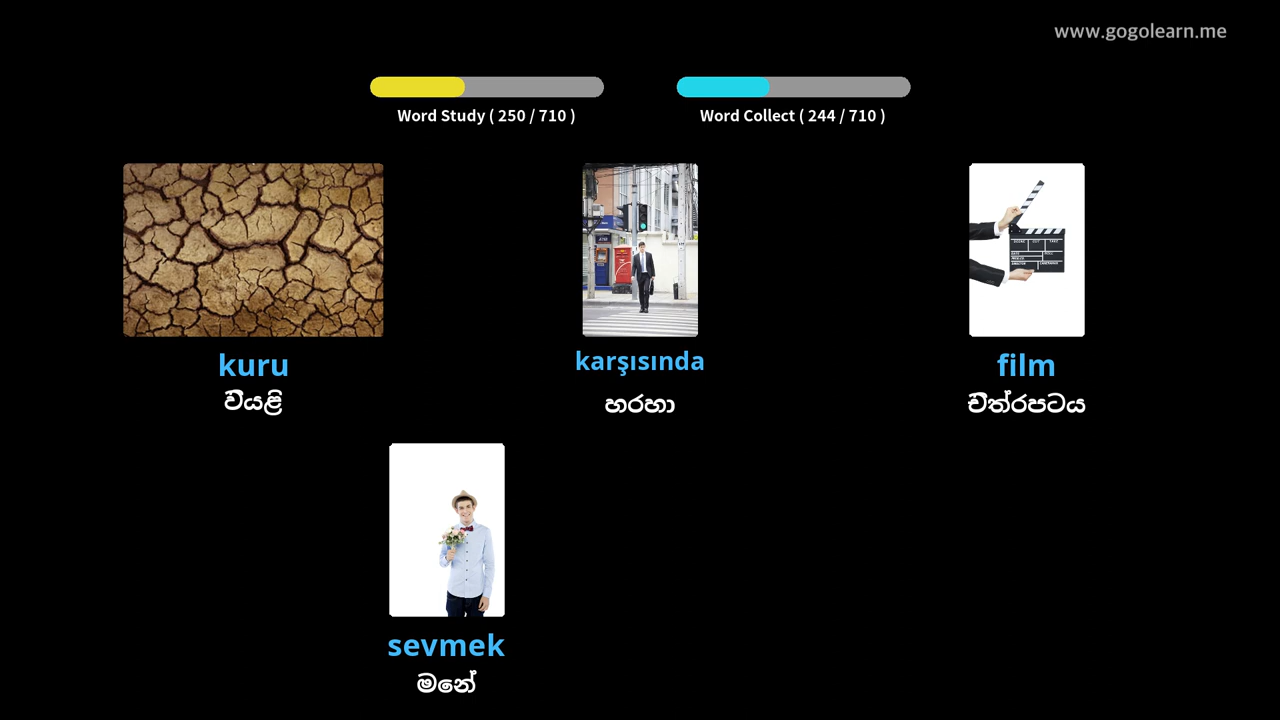 www.gogolearn.me
Word Study ( 250 / 710 )
Word Collect ( 244 / 710 )
kuru
වියළි
karşısında
හරහා
film
චිත්රපටය
sevmek
මනේ